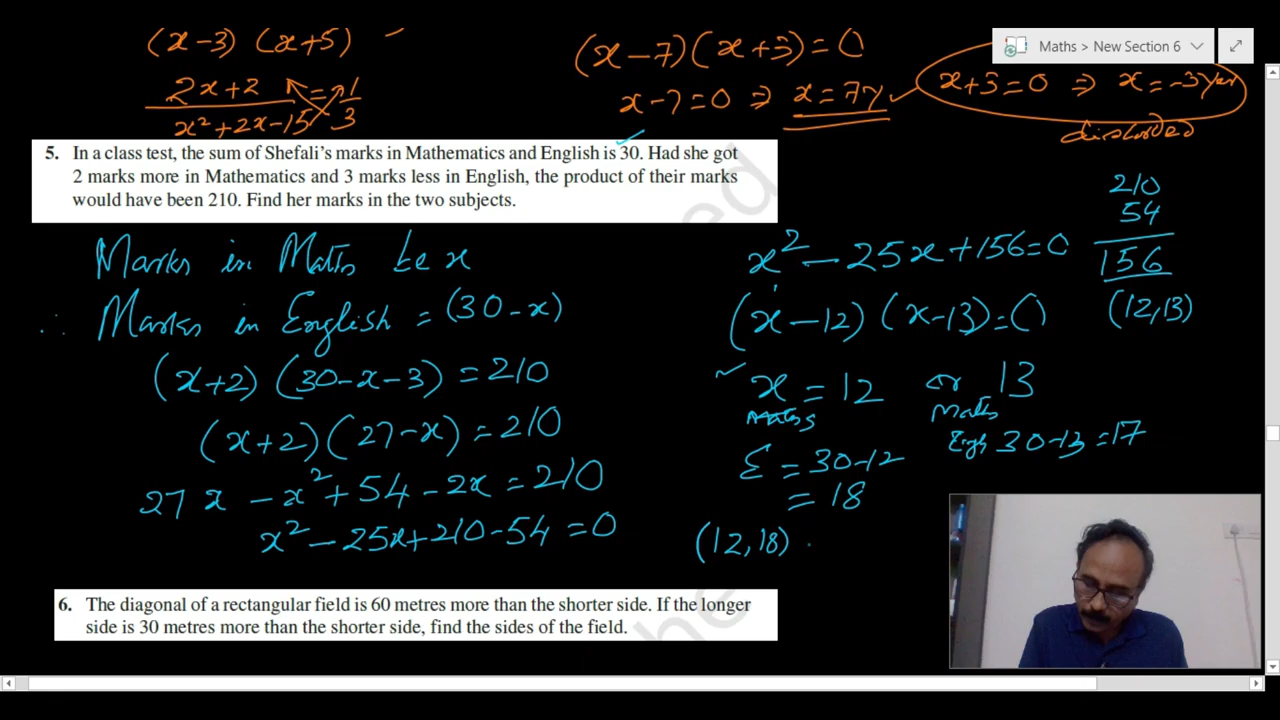 (x-3) (x+5)
2x+2 / x²+2x-15 = 1/3
(x-7)(x+3)=0
x-7=0 ⇒ x=7y
Maths > New Section 6
x+3=0 ⇒ x=-3 year
discarded
5. In a class test, the sum of Shefali's marks in Mathematics and English is 30. Had she got
2 marks more in Mathematics and 3 marks less in English, the product of their marks
would have been 210. Find her marks in the two subjects.
Marks in Maths be x
∴ Marks in English = (30-x)
(x+2) (30-x-3) = 210
(x+2) (27-x) = 210
27x - x² + 54 - 2x = 210
x² - 25x + 210 - 54 = 0
210
54
156
(12,13)
x² - 25x + 156 = 0
(x-12) (x-13) = 0
x = 12 or 13
Maths Maths
E = 30-12
= 18
Engh 30-13 = 17
(12,18)
6. The diagonal of a rectangular field is 60 metres more than the shorter side. If the longer
side is 30 metres more than the shorter side, find the sides of the field.